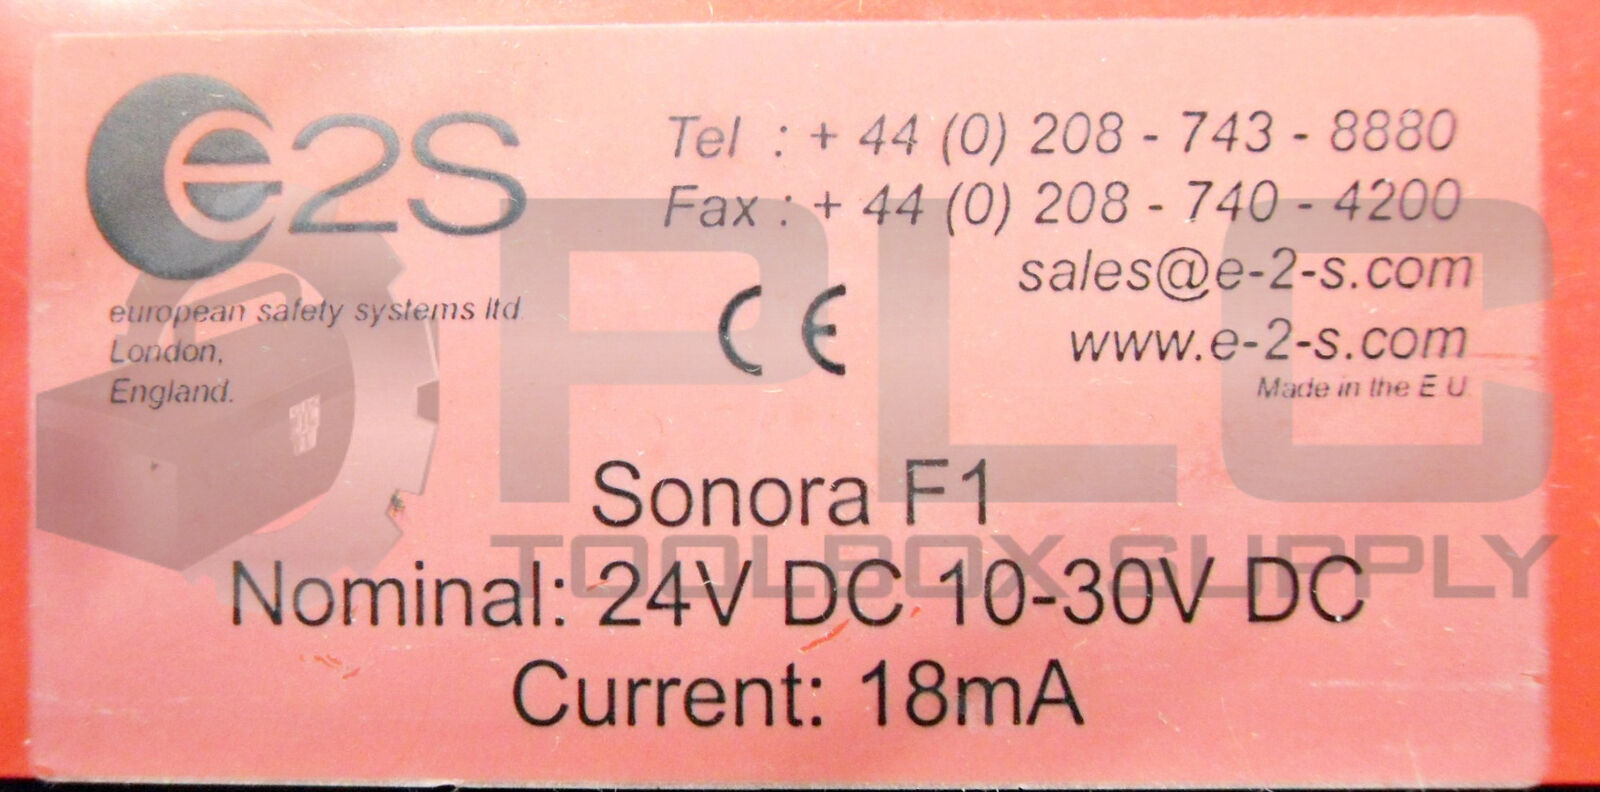 e2S
european safety systems ltd.
London,
England.
Tel : + 44 (0) 208 - 743 - 8880
Fax : + 44 (0) 208 - 740 - 4200
sales@e-2-s.com
www.e-2-s.com
Made in the E U
CE
Sonora F1
Nominal: 24V DC 10-30V DC
Current: 18mA
PLC
TOOLBOX SUPPLY